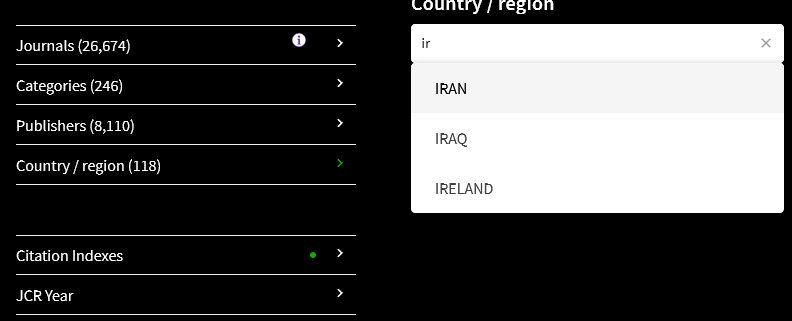 Journals (26,674)
Categories (246)
Publishers (8,110)
Country / region (118)
Citation Indexes
JCR Year
Country / region
ir
IRAN
IRAQ
IRELAND